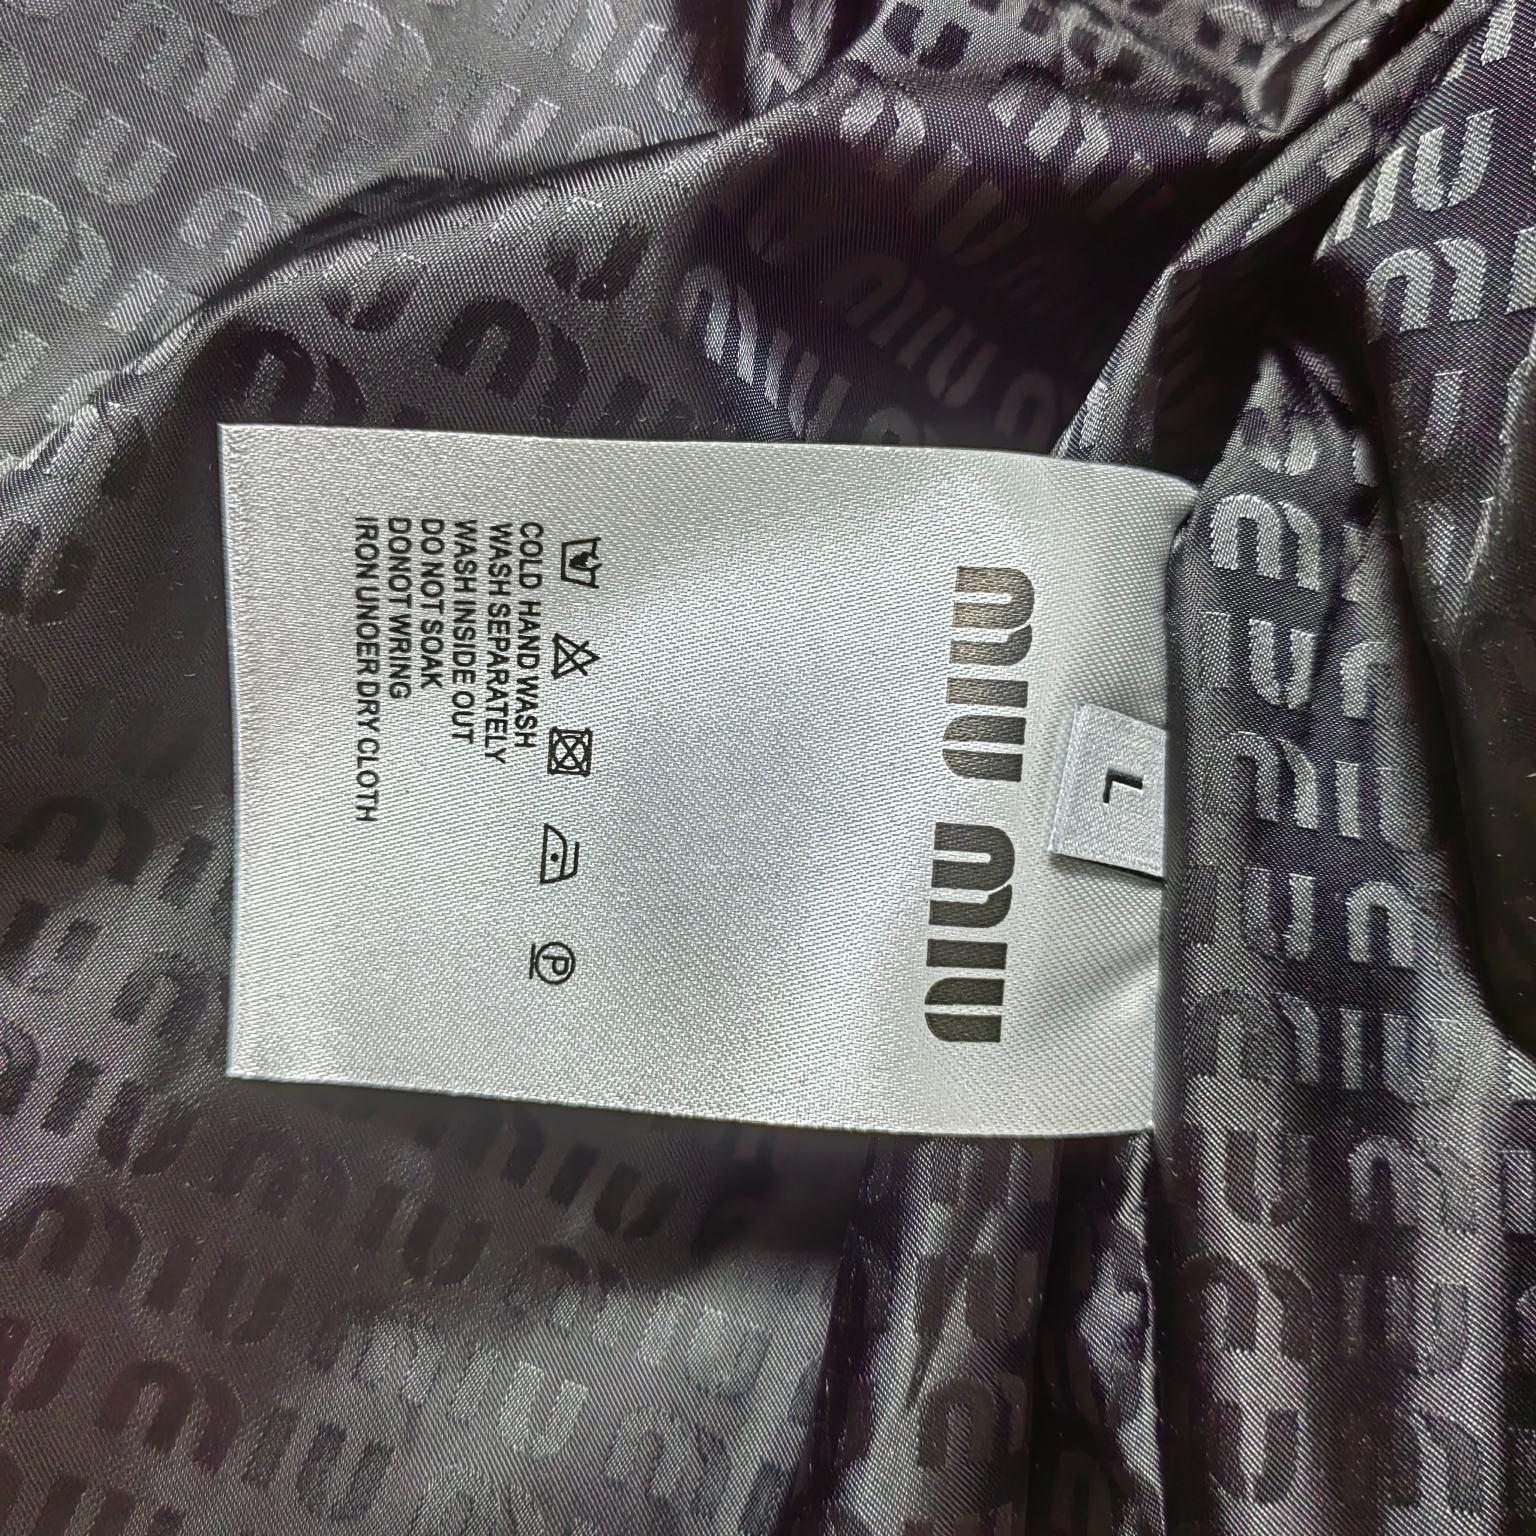 L
miu miu
P
COLD HAND WASH
WASH SEPARATELY
WASH INSIDE OUT
DO NOT SOAK
DONOT WRING
IRON UNOER DRY CLOTH